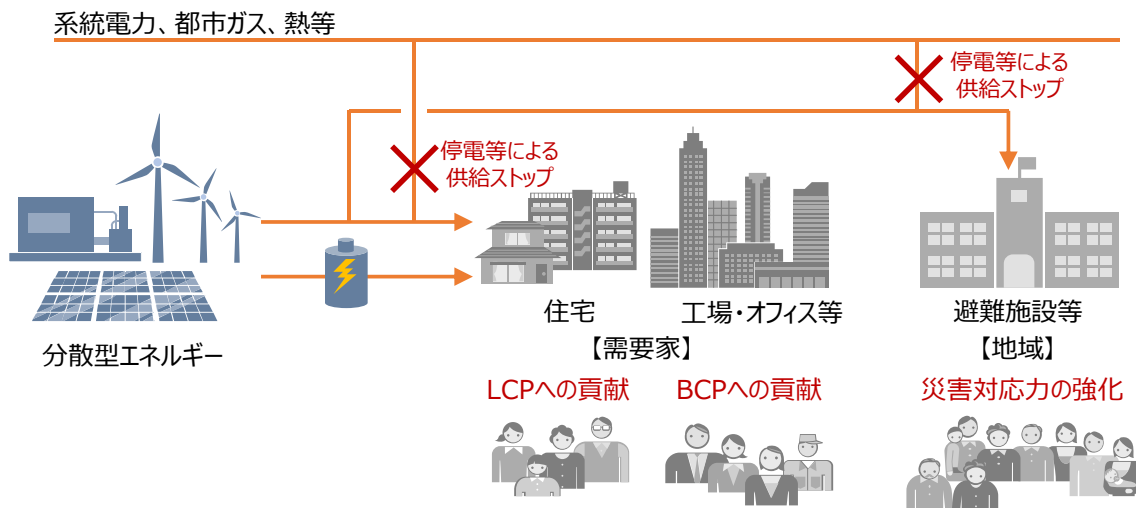 系統電力、都市ガス、熱等
停電等による
供給ストップ
停電等による
供給ストップ
分散型エネルギー
住宅
工場・オフィス等
避難施設等
【需要家】
【地域】
LCPへの貢献
BCPへの貢献
災害対応力の強化